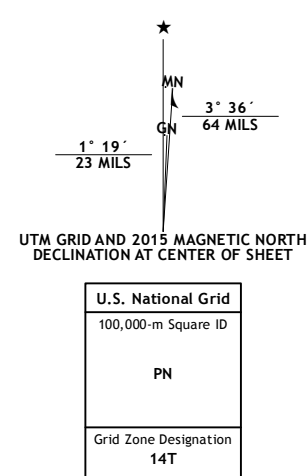 ★
MN
3° 36´
64 MILS
GN
1° 19´
23 MILS
UTM GRID AND 2015 MAGNETIC NORTH
DECLINATION AT CENTER OF SHEET
U.S. National Grid
100,000-m Square ID
PN
Grid Zone Designation
14T